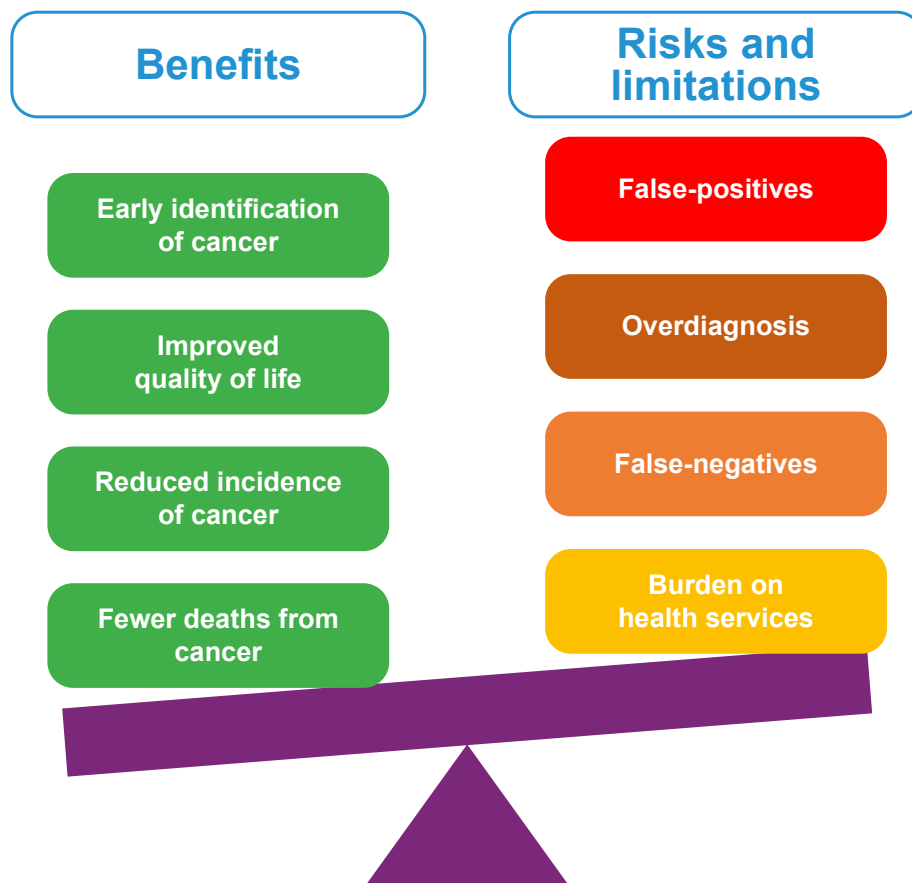 Benefits
Early identification
of cancer
Improved
quality of life
Reduced incidence
of cancer
Fewer deaths from
cancer
Risks and
limitations
False-positives
Overdiagnosis
False-negatives
Burden on
health services